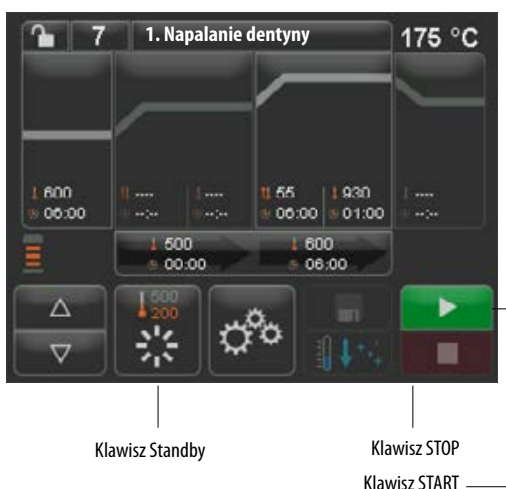 7 1. Napalanie dentyny 175 °C
600 ---- ---- 55 930 ----
06:00 --:-- --:-- 06:00 01:00 --:--
500 600
00:00 06:00
500
200
Klawisz Standby Klawisz STOP
Klawisz START